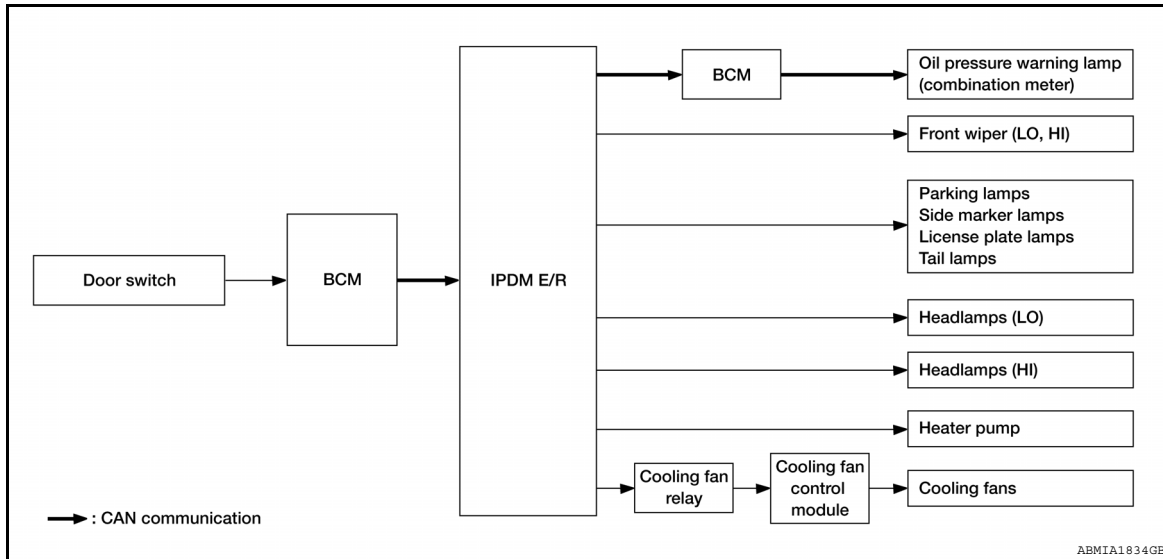 BCM
Oil pressure warning lamp
(combination meter)
Front wiper (LO, HI)
Parking lamps
Side marker lamps
License plate lamps
Tail lamps
Door switch
BCM
IPDM E/R
Headlamps (LO)
Headlamps (HI)
Heater pump
Cooling fan
relay
Cooling fan
control
module
Cooling fans
: CAN communication
ABMIA1834GB